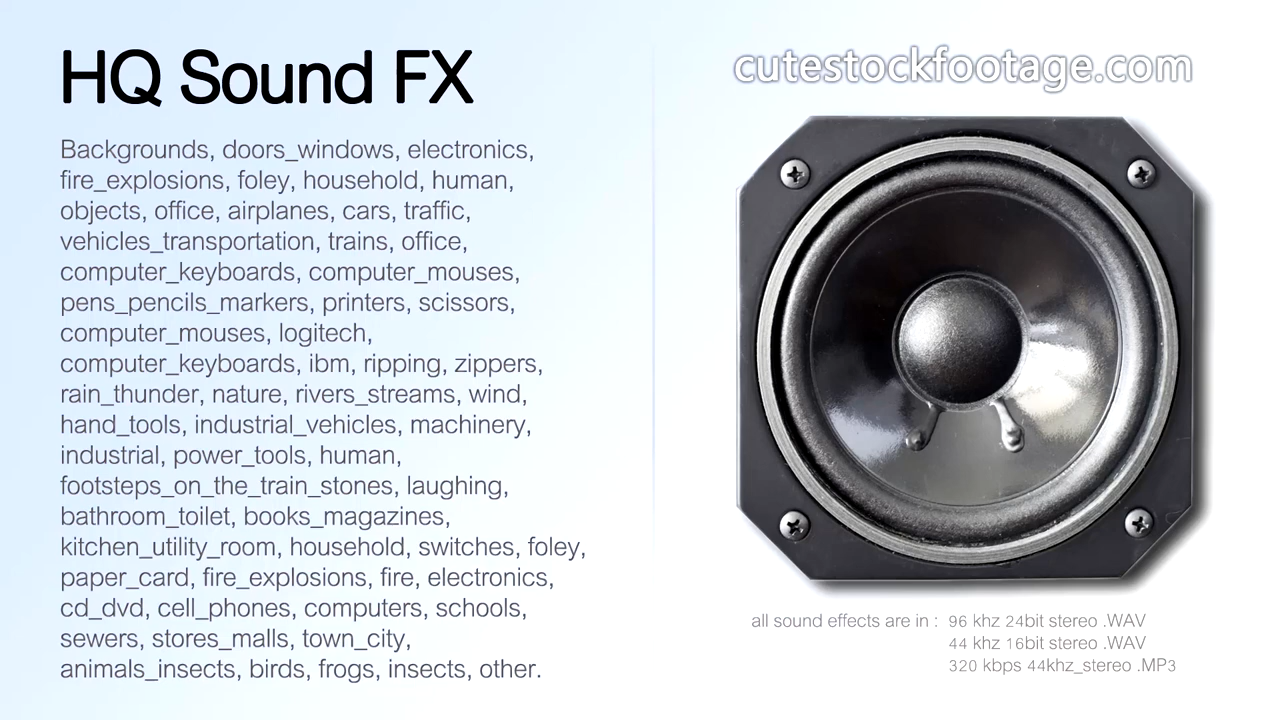 HQ Sound FX
Backgrounds, doors_windows, electronics,
fire_explosions, foley, household, human,
objects, office, airplanes, cars, traffic,
vehicles_transportation, trains, office,
computer_keyboards, computer_mouses,
pens_pencils_markers, printers, scissors,
computer_mouses, logitech,
computer_keyboards, ibm, ripping, zippers,
rain_thunder, nature, rivers_streams, wind,
hand_tools, industrial_vehicles, machinery,
industrial, power_tools, human,
footsteps_on_the_train_stones, laughing,
bathroom_toilet, books_magazines,
kitchen_utility_room, household, switches, foley,
paper_card, fire_explosions, fire, electronics,
cd_dvd, cell_phones, computers, schools,
sewers, stores_malls, town_city,
animals_insects, birds, frogs, insects, other.
cutestockfootage.com
all sound effects are in : 96 khz 24bit stereo .WAV
44 khz 16bit stereo .WAV
320 kbps 44khz_stereo .MP3